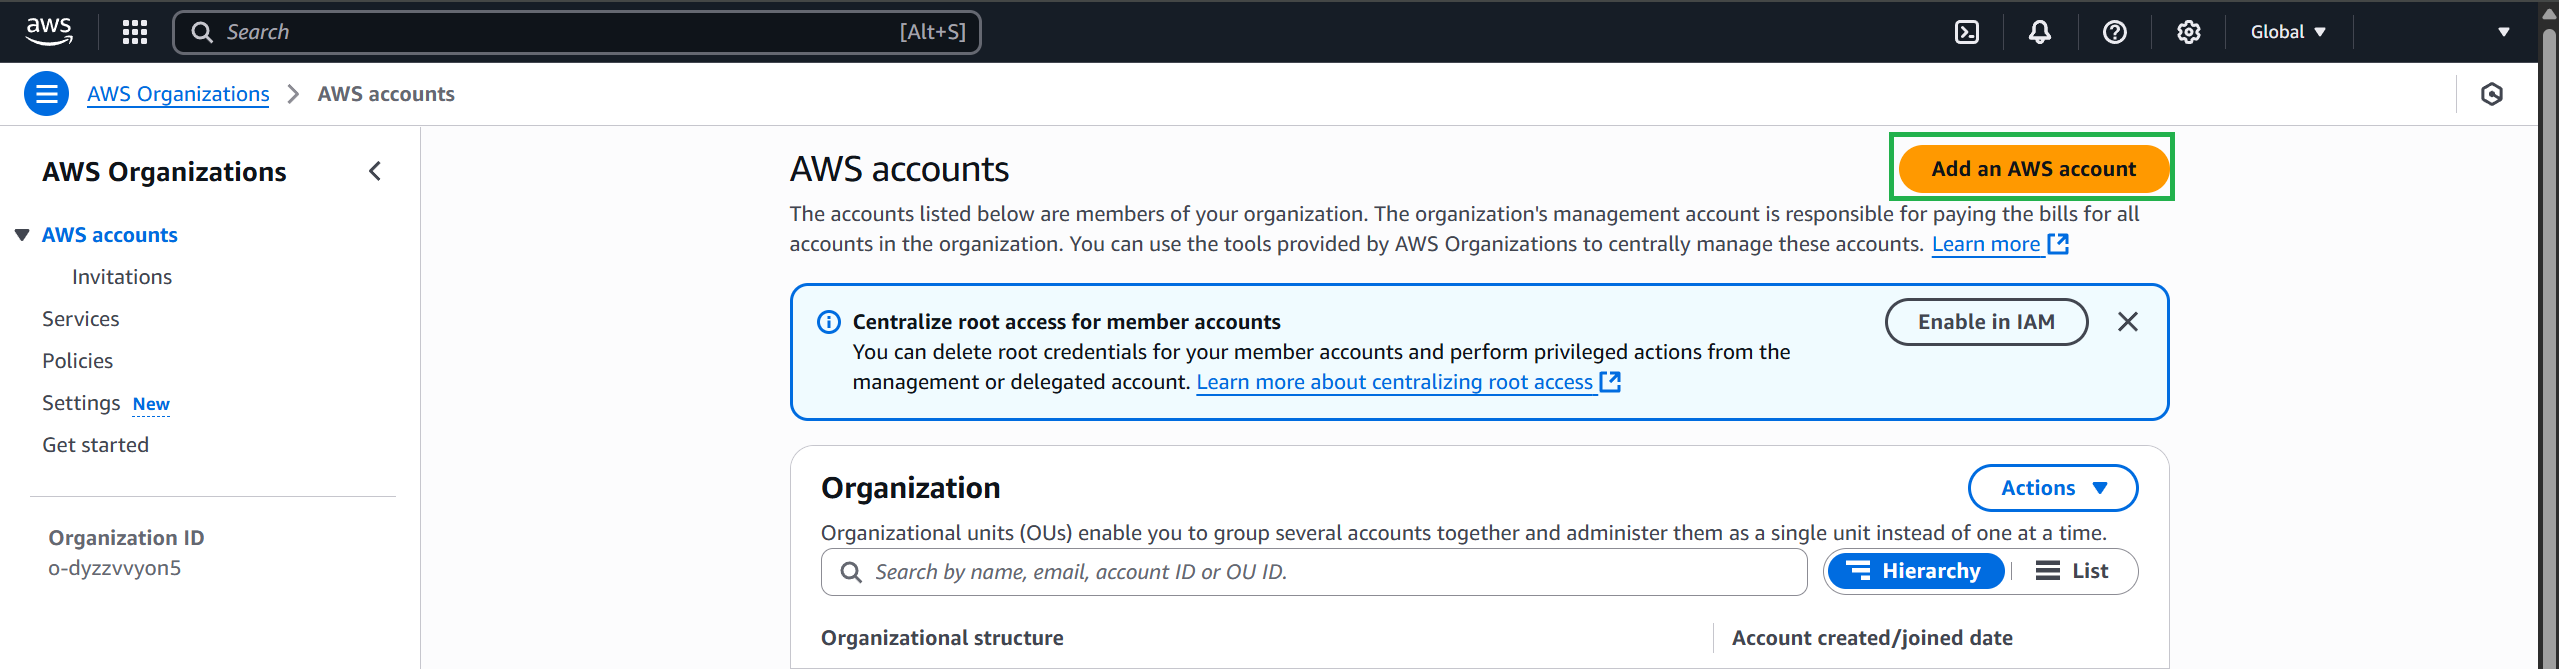 aws
Search
[Alt+S]
Global
AWS Organizations
AWS accounts
AWS Organizations
AWS accounts
Invitations
Services
Policies
Settings New
Get started
Organization ID
o-dyzzvvyon5
AWS accounts
Add an AWS account
The accounts listed below are members of your organization. The organization's management account is responsible for paying the bills for all
accounts in the organization. You can use the tools provided by AWS Organizations to centrally manage these accounts. Learn more
Centralize root access for member accounts
Enable in IAM
You can delete root credentials for your member accounts and perform privileged actions from the
management or delegated account. Learn more about centralizing root access
Organization
Actions
Organizational units (OUs) enable you to group several accounts together and administer them as a single unit instead of one at a time.
Search by name, email, account ID or OU ID.
Hierarchy
List
Organizational structure
Account created/joined date